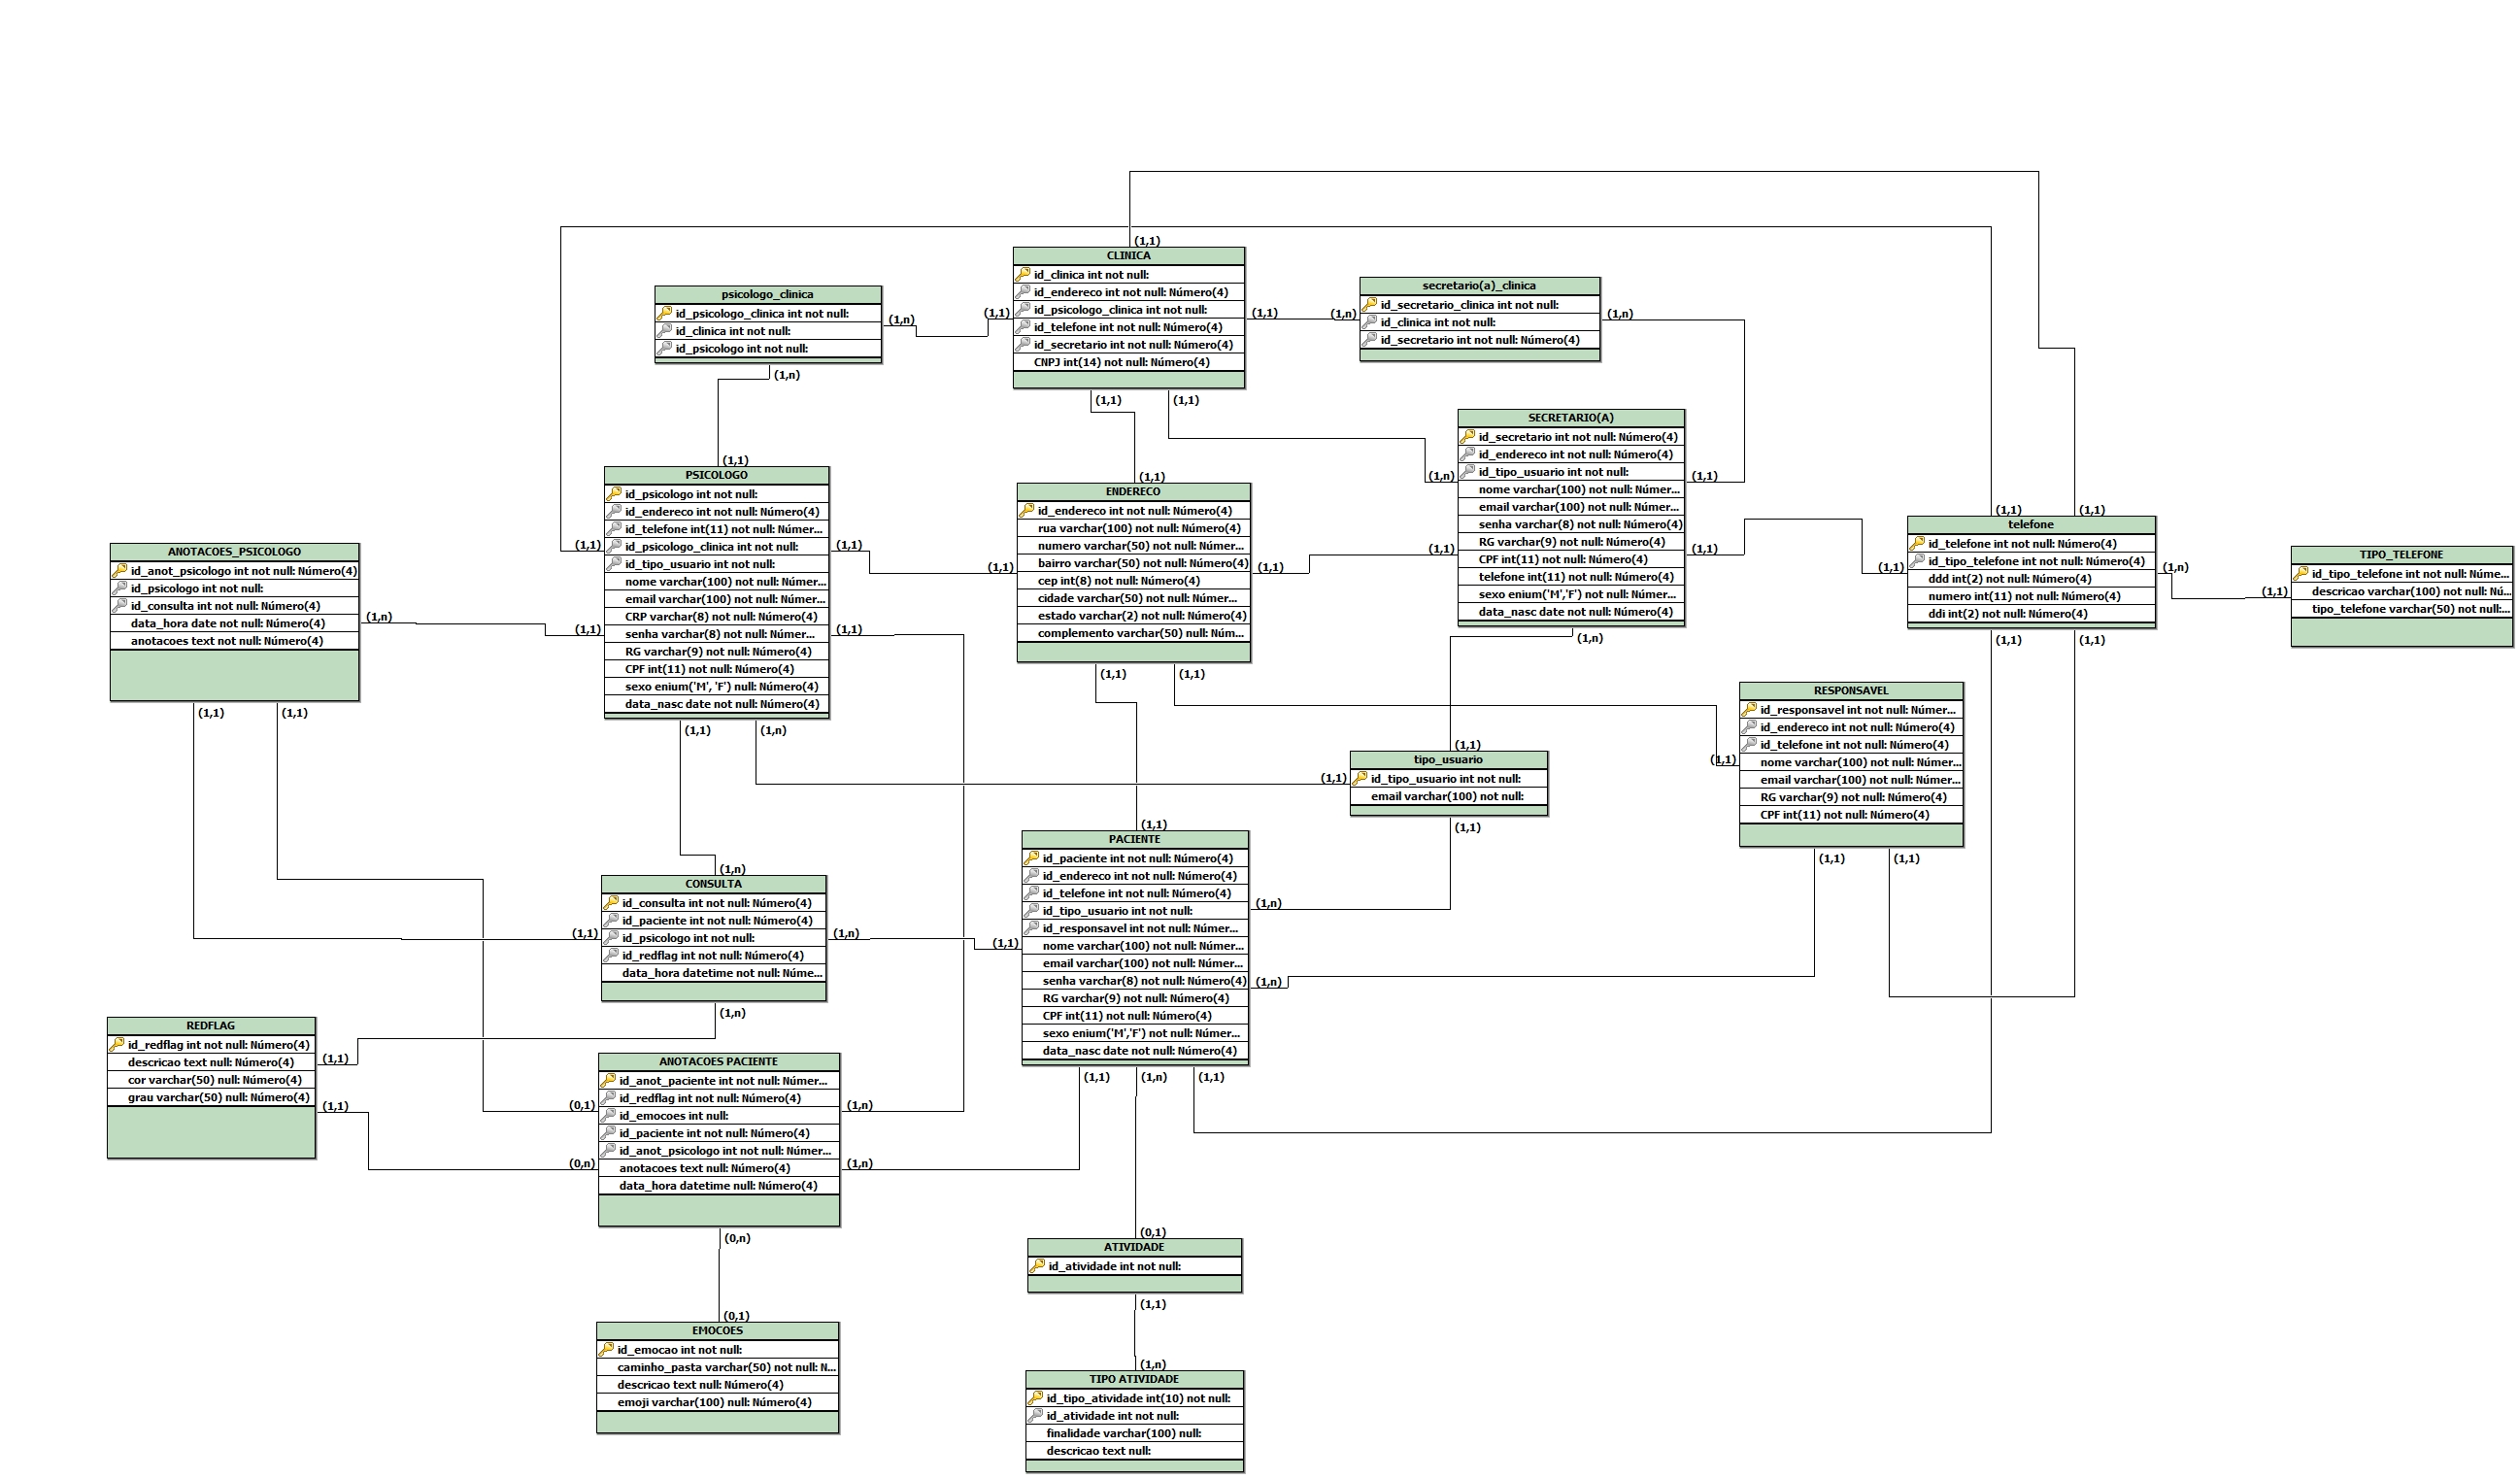 (1,1)
CLINICA
id_clinica int not null:
id_endereco int not null: Número(4)
id_psicologo_clinica int not null:
id_telefone int not null: Número(4)
id_secretario int not null: Número(4)
CNPJ int(14) not null: Número(4)
(1,1)
(1,1)
(1,1)
(1,1)
psicologo_clinica
id_psicologo_clinica int not null:
id_clinica int not null:
id_psicologo int not null:
(1,n)
(1,n)
secretario(a)_clinica
id_secretario_clinica int not null:
id_clinica int not null:
id_secretario int not null: Número(4)
(1,n)
(1,n)
SECRETARIO(A)
id_secretario int not null: Número(4)
id_endereco int not null: Número(4)
id_tipo_usuario int not null:
nome varchar(100) not null: Númer...
email varchar(100) not null: Númer...
senha varchar(8) not null: Número(4)
RG varchar(9) not null: Número(4)
CPF int(11) not null: Número(4)
telefone int(11) not null: Número(4)
sexo enium('M','F') not null: Númer...
data_nasc date not null: Número(4)
(1,n)
(1,1)
(1,1)
(1,1)
(1,n)
(1,1)
PSICOLOGO
id_psicologo int not null:
id_endereco int not null: Número(4)
id_telefone int(11) not null: Númer...
id_psicologo_clinica int not null:
id_tipo_usuario int not null:
nome varchar(100) not null: Númer...
email varchar(100) not null: Númer...
CRP varchar(8) not null: Número(4)
senha varchar(8) not null: Númer...
RG varchar(9) not null: Número(4)
CPF int(11) not null: Número(4)
sexo enium('M', 'F') null: Número(4)
data_nasc date not null: Número(4)
(1,1)
(1,1)
(1,1)
(1,1)
(1,1)
(1,n)
(1,1)
ENDERECO
id_endereco int not null: Número(4)
rua varchar(100) not null: Número(4)
numero varchar(50) not null: Númer...
bairro varchar(50) not null: Número(4)
cep int(8) not null: Número(4)
cidade varchar(50) not null: Númer...
estado varchar(2) not null: Número(4)
complemento varchar(50) null: Núm...
(1,1)
(1,1)
(1,1)
(1,1)
(1,1)
(1,1)
telefone
id_telefone int not null: Número(4)
id_tipo_telefone int not null: Número(4)
ddd int(2) not null: Número(4)
numero int(11) not null: Número(4)
ddi int(2) not null: Número(4)
(1,1)
(1,n)
(1,1)
(1,1)
TIPO_TELEFONE
id_tipo_telefone int not null: Núme...
descricao varchar(100) not null: Nú...
tipo_telefone varchar(50) not null:...
(1,1)
ANOTACOES_PSICOLOGO
id_anot_psicologo int not null: Número(4)
id_psicologo int not null:
id_consulta int not null: Número(4)
data_hora date not null: Número(4)
anotacoes text not null: Número(4)
(1,n)
(1,1)
(1,1)
RESPONSAVEL
id_responsavel int not null: Númer...
id_endereco int not null: Número(4)
id_telefone int not null: Número(4)
nome varchar(100) not null: Númer...
email varchar(100) not null: Númer...
RG varchar(9) not null: Número(4)
CPF int(11) not null: Número(4)
(1,1)
(1,1)
(1,1)
(1,1)
tipo_usuario
id_tipo_usuario int not null:
email varchar(100) not null:
(1,1)
(1,1)
(1,1)
PACIENTE
id_paciente int not null: Número(4)
id_endereco int not null: Número(4)
id_telefone int not null: Número(4)
id_tipo_usuario int not null:
id_responsavel int not null: Númer...
nome varchar(100) not null: Númer...
email varchar(100) not null: Númer...
senha varchar(8) not null: Número(4)
RG varchar(9) not null: Número(4)
CPF int(11) not null: Número(4)
sexo enium('M','F') not null: Númer...
data_nasc date not null: Número(4)
(1,n)
(1,n)
(1,1)
(1,1)
(1,n)
(1,1)
(1,n)
CONSULTA
id_consulta int not null: Número(4)
id_paciente int not null: Número(4)
id_psicologo int not null:
id_redflag int not null: Número(4)
data_hora datetime not null: Núme...
(1,1)
(1,n)
(1,n)
REDFLAG
id_redflag int not null: Número(4)
descricao text null: Número(4)
cor varchar(50) null: Número(4)
grau varchar(50) null: Número(4)
(1,1)
(1,1)
ANOTACOES PACIENTE
id_anot_paciente int not null: Númer...
id_redflag int not null: Número(4)
id_emocoes int null:
id_paciente int not null: Número(4)
id_anot_psicologo int not null: Númer...
anotacoes text null: Número(4)
data_hora datetime null: Número(4)
(0,1)
(0,n)
(1,n)
(1,n)
(0,n)
(0,1)
EMOCOES
id_emocao int not null:
caminho_pasta varchar(50) not null: N...
descricao text null: Número(4)
emoji varchar(100) null: Número(4)
(0,1)
ATIVIDADE
id_atividade int not null:
(1,1)
(1,n)
TIPO ATIVIDADE
id_tipo_atividade int(10) not null:
id_atividade int not null:
finalidade varchar(100) null:
descricao text null: